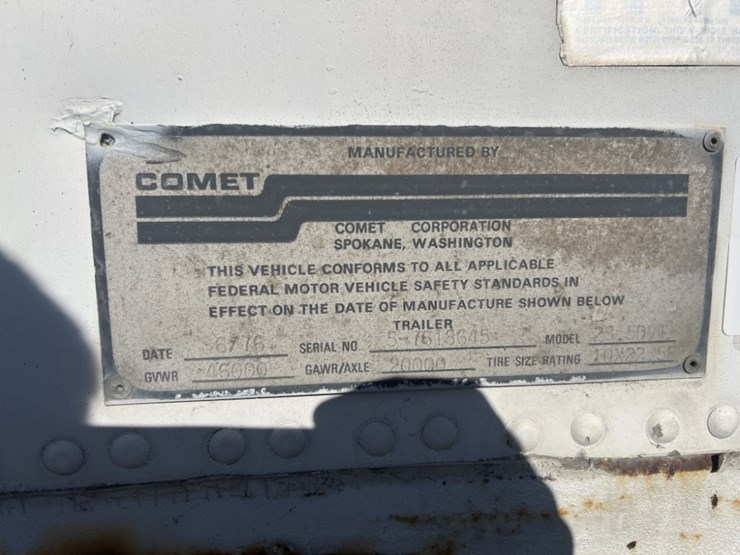 MANUFACTURED BY
COMET
COMET CORPORATION
SPOKANE, WASHINGTON
THIS VEHICLE CONFORMS TO ALL APPLICABLE
FEDERAL MOTOR VEHICLE SAFETY STANDARDS IN
EFFECT ON THE DATE OF MANUFACTURE SHOWN BELOW
TRAILER
DATE 6/76 SERIAL NO 5-7618645 MODEL
GVWR 46000 GAWR/AXLE 20000 TIRE SIZE-RATING